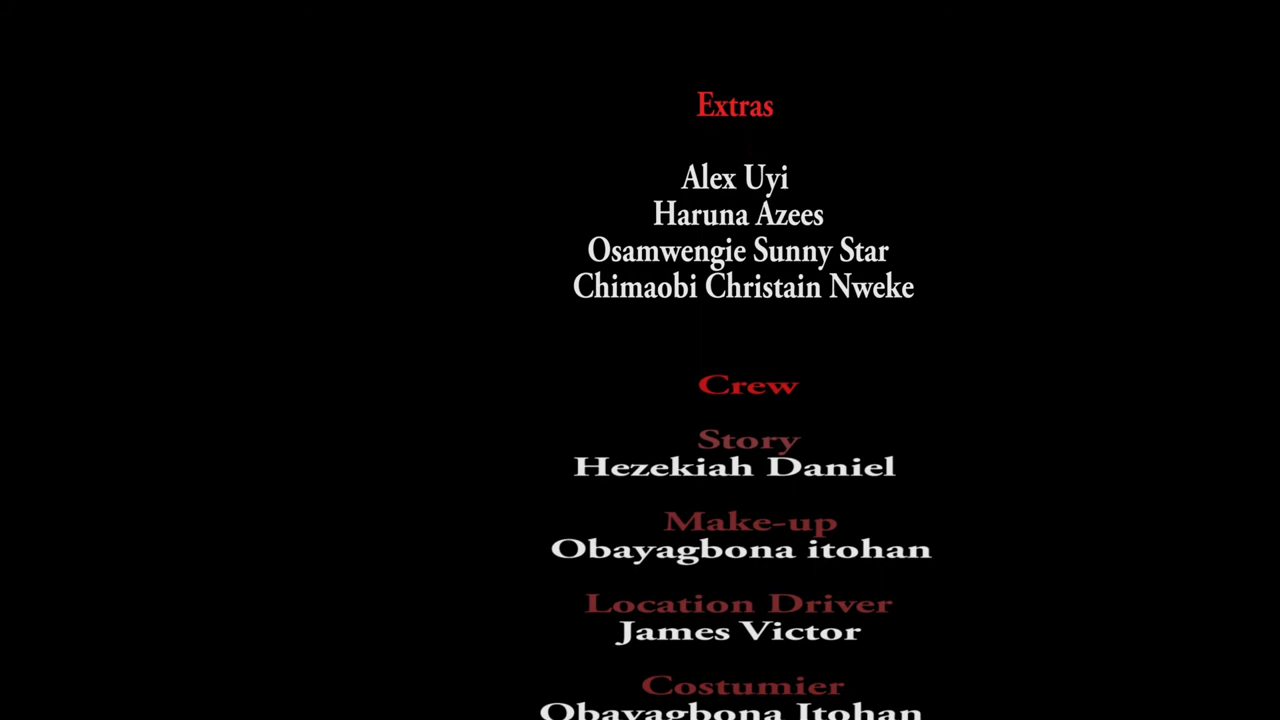 Extras
Alex Uyi
Haruna Azees
Osamwengie Sunny Star
Chimaobi Christain Nweke
Crew
Story
Hezekiah Daniel
Make-up
Obayagbona itohan
Location Driver
James Victor
Costumier
Obayagbona Itohan